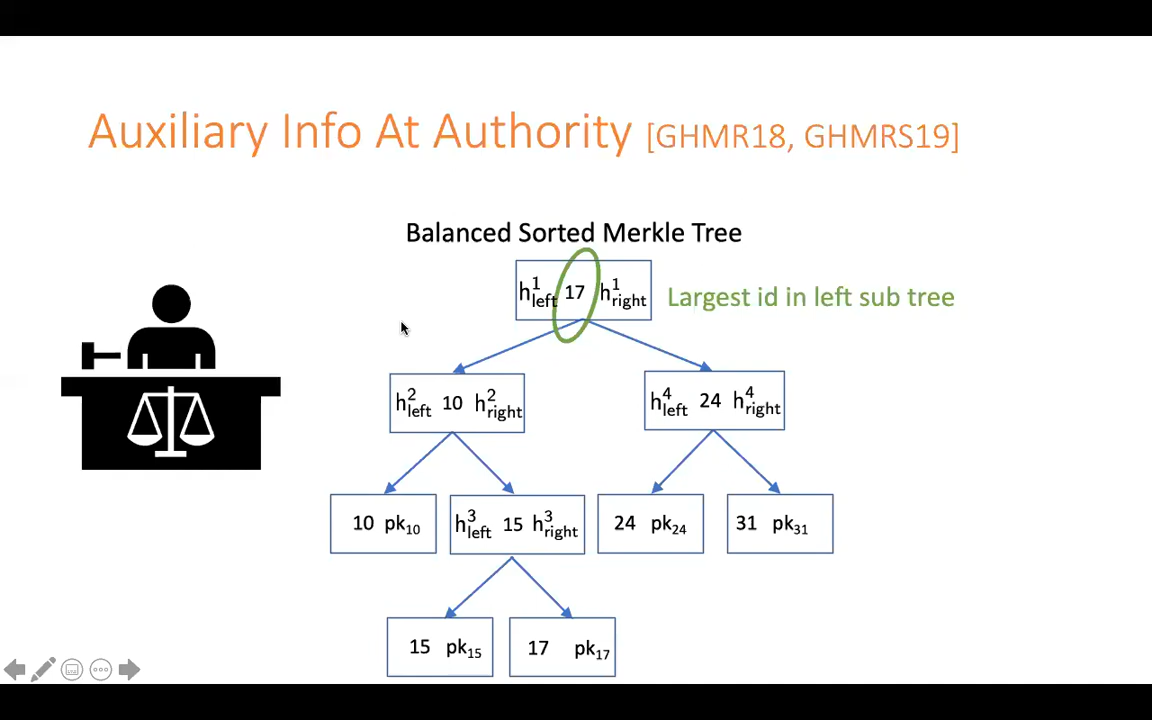 Auxiliary Info At Authority [GHMR18, GHMRS19]
Balanced Sorted Merkle Tree
h¹left 17 h¹right
Largest id in left sub tree
h²left 10 h²right
h⁴left 24 h⁴right
10 pk₁₀
h³left 15 h³right
24 pk₂₄
31 pk₃₁
15 pk₁₅
17 pk₁₇